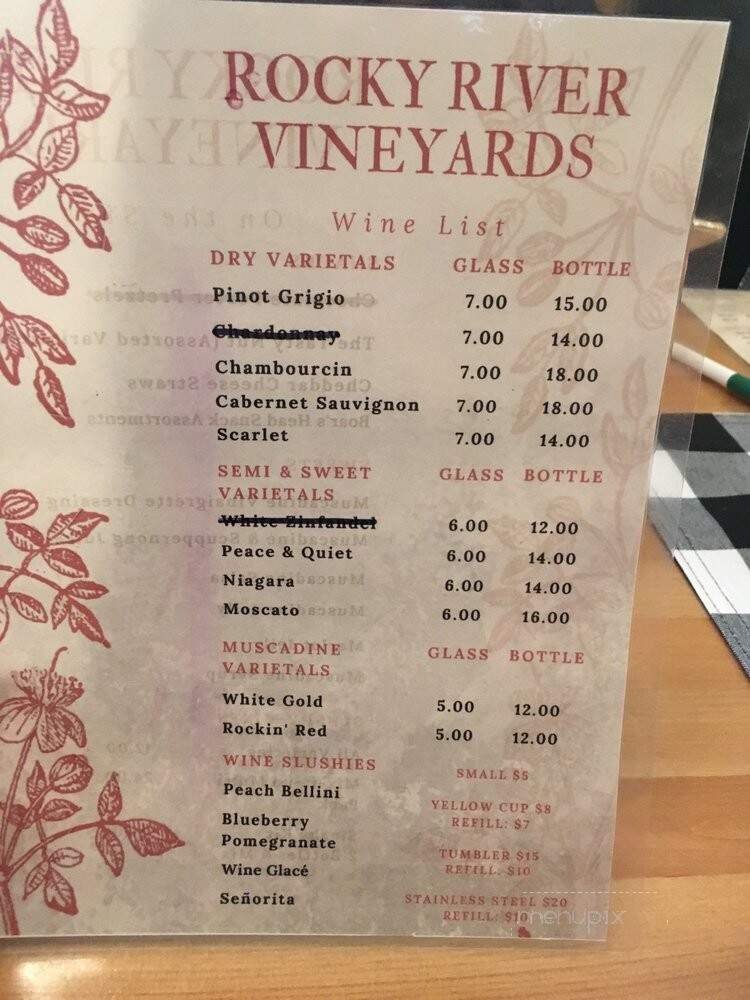 ROCKY RIVER
VINEYARDS
Wine List
DRY VARIETALS GLASS BOTTLE
Pinot Grigio 7.00 15.00
Chardonnay 7.00 14.00
Chambourcin 7.00 18.00
Cabernet Sauvignon 7.00 18.00
Scarlet 7.00 14.00
SEMI & SWEET GLASS BOTTLE
VARIETALS
White Zinfandel 6.00 12.00
Peace & Quiet 6.00 14.00
Niagara 6.00 14.00
Moscato 6.00 16.00
MUSCADINE GLASS BOTTLE
VARIETALS
White Gold 5.00 12.00
Rockin' Red 5.00 12.00
WINE SLUSHIES SMALL $5
Peach Bellini
YELLOW CUP $8
Blueberry REFILL: $7
Pomegranate
TUMBLER $15
Wine Glacé REFILL: $10
Señorita STAINLESS STEEL $20
REFILL: $10
menupix